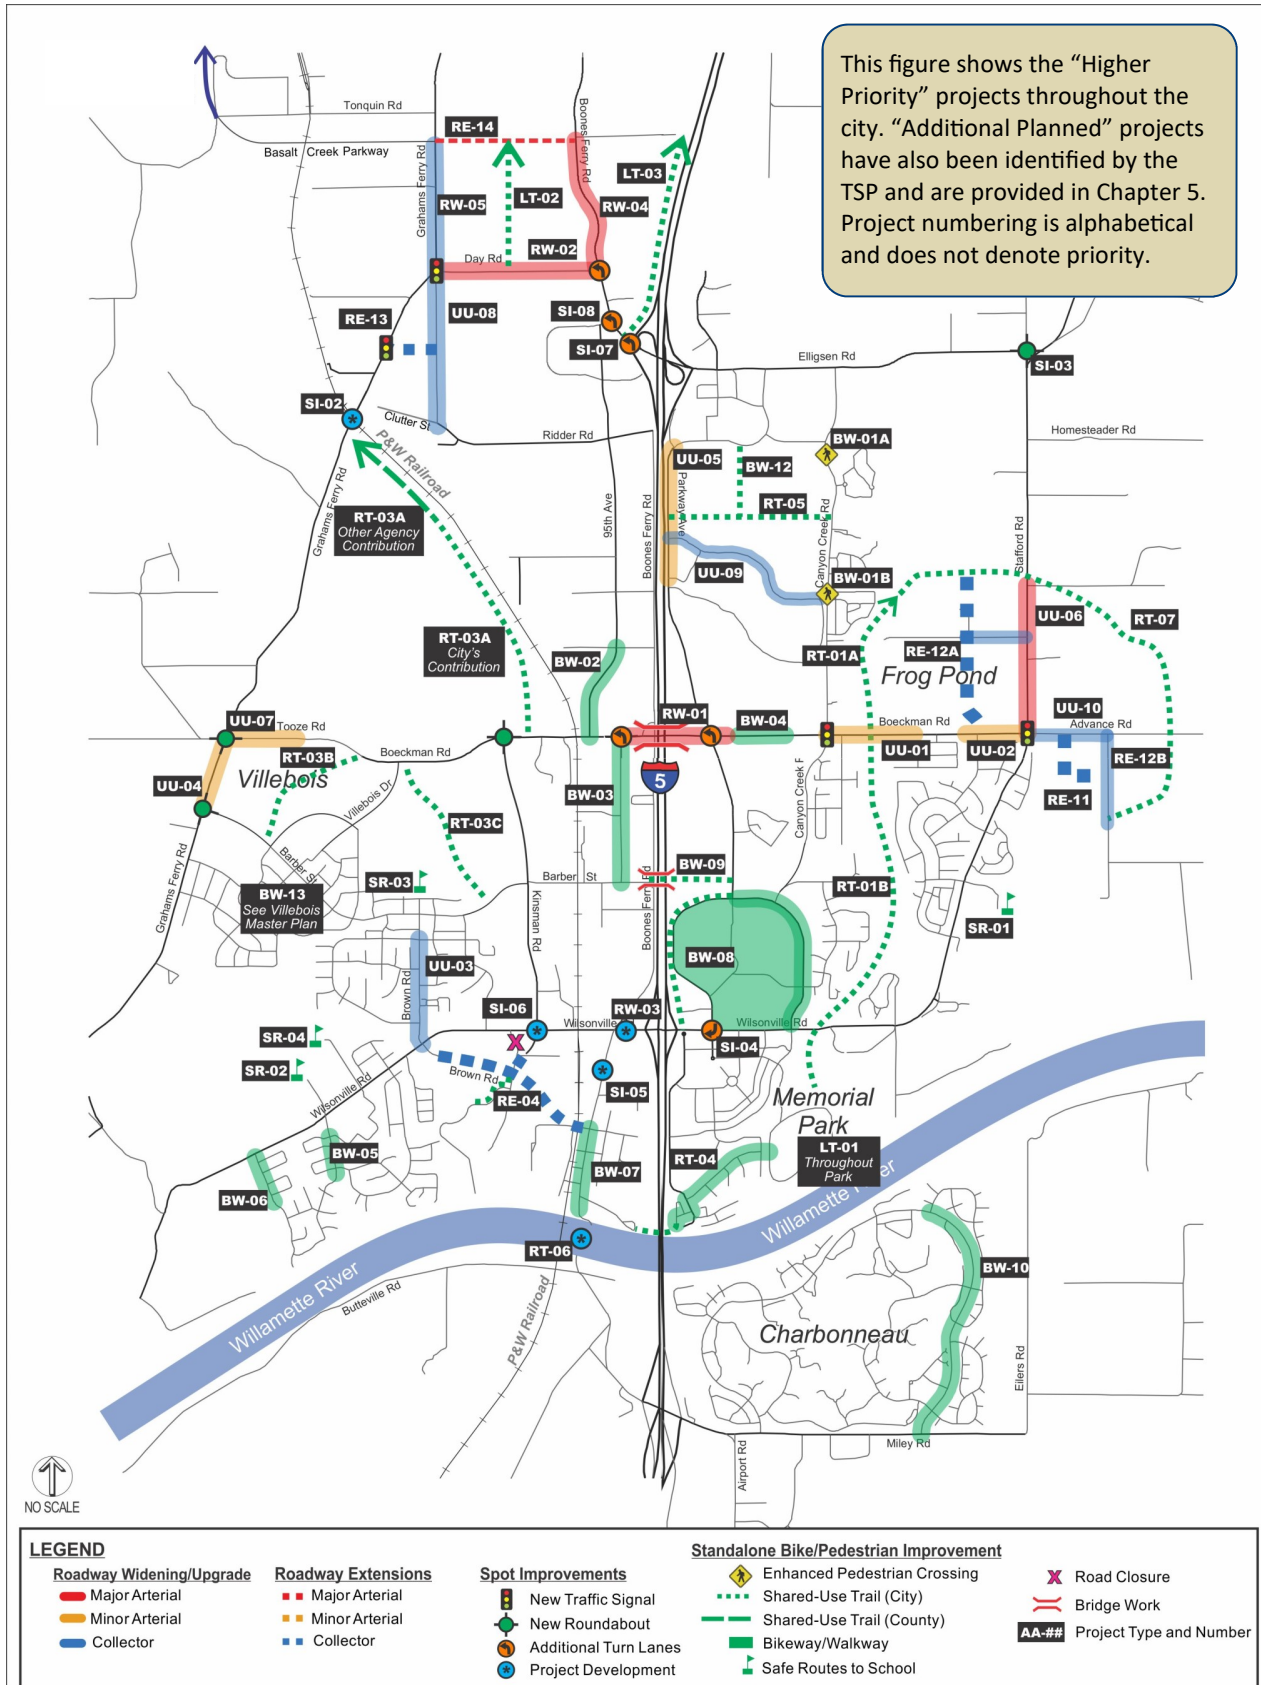 This figure shows the “Higher
Priority” projects throughout the
city. “Additional Planned” projects
have also been identified by the
TSP and are provided in Chapter 5.
Project numbering is alphabetical
and does not denote priority.
Tonquin Rd
Boones Ferry Rd
RE-14
Basalt Creek Parkway
Grahams Ferry Rd
LT-03
RW-05
LT-02
RW-04
RW-02
Day Rd
SI-08
UU-08
RE-13
SI-07
Elligsen Rd
SI-03
SI-02
Clutter St
Ridder Rd
P&W Railroad
Homesteader Rd
BW-01A
UU-05
BW-12
Parkway Ave
RT-05
Grahams Ferry Rd
RT-03A
Other Agency
Contribution
95th Ave
Boones Ferry Rd
Canyon Creek Rd
Stafford Rd
UU-09
BW-01B
UU-06
RT-07
RT-03A
City's
Contribution
BW-02
RT-01A
RE-12A
Frog Pond
UU-07
Tooze Rd
RW-01
BW-04
Boeckman Rd
UU-10
Advance Rd
RT-03B
Boeckman Rd
UU-01
UU-02
RE-12B
UU-04
Villebois
Villebois Dr
5
BW-03
Canyon Creek R
RE-11
RT-03C
Barber St
Grahams Ferry Rd
BW-09
SR-03
Barber St
BW-13
See Villebois
Master Plan
RT-01B
Kinsman Rd
Boones Ferry Rd
SR-01
BW-08
UU-03
Brown Rd
SI-06
RW-03
Wilsonville Rd
Wilsonville Rd
SR-04
SI-04
SR-02
Brown Rd
SI-05
Wilsonville Rd
RE-04
Memorial
Park
LT-01
Throughout
Park
BW-05
RT-04
BW-07
BW-06
Willamette River
RT-06
BW-10
Willamette River
Butteville Rd
P&W Railroad
Charbonneau
Eilers Rd
Miley Rd
Airport Rd
NO SCALE
LEGEND
Roadway Widening/Upgrade
Major Arterial
Minor Arterial
Collector
Roadway Extensions
Major Arterial
Minor Arterial
Collector
Spot Improvements
New Traffic Signal
New Roundabout
Additional Turn Lanes
Project Development
Standalone Bike/Pedestrian Improvement
Enhanced Pedestrian Crossing
Shared-Use Trail (City)
Shared-Use Trail (County)
Bikeway/Walkway
Safe Routes to School
X Road Closure
Bridge Work
AA-## Project Type and Number